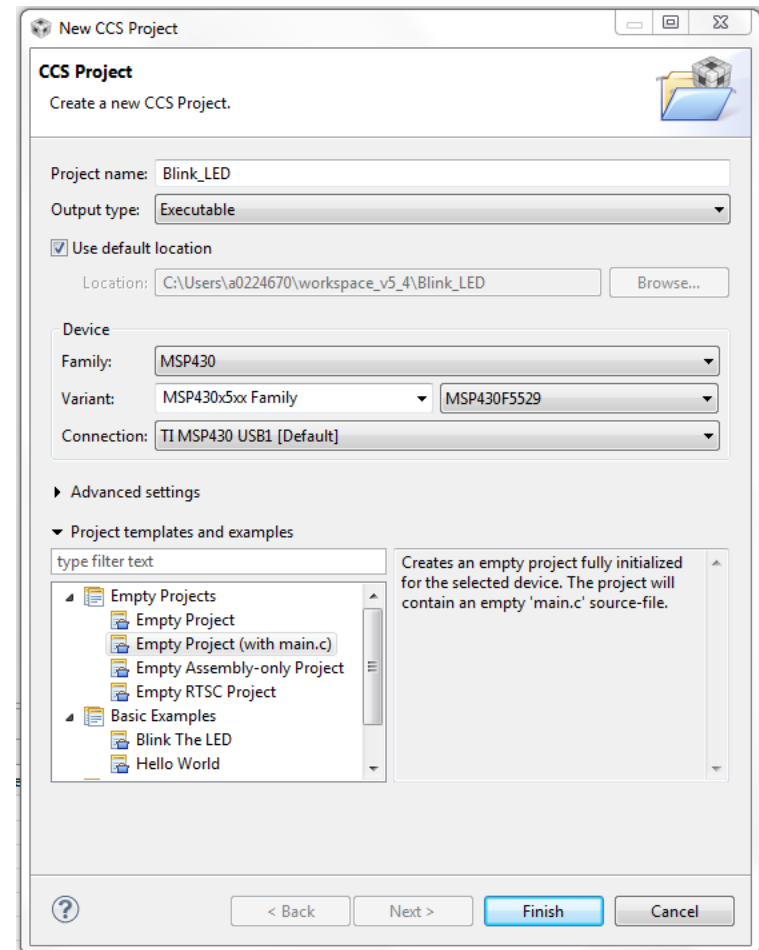 New CCS Project
CCS Project
Create a new CCS Project.
Project name: Blink_LED
Output type: Executable
Use default location
Location: C:\Users\a0224670\workspace_v5_4\Blink_LED Browse...
Device
Family: MSP430
Variant: MSP430x5xx Family MSP430F5529
Connection: TI MSP430 USB1 [Default]
Advanced settings
Project templates and examples
type filter text
Empty Projects
Empty Project
Empty Project (with main.c)
Empty Assembly-only Project
Empty RTSC Project
Basic Examples
Blink The LED
Hello World
Creates an empty project fully initialized
for the selected device. The project will
contain an empty 'main.c' source-file.
? < Back Next > Finish Cancel